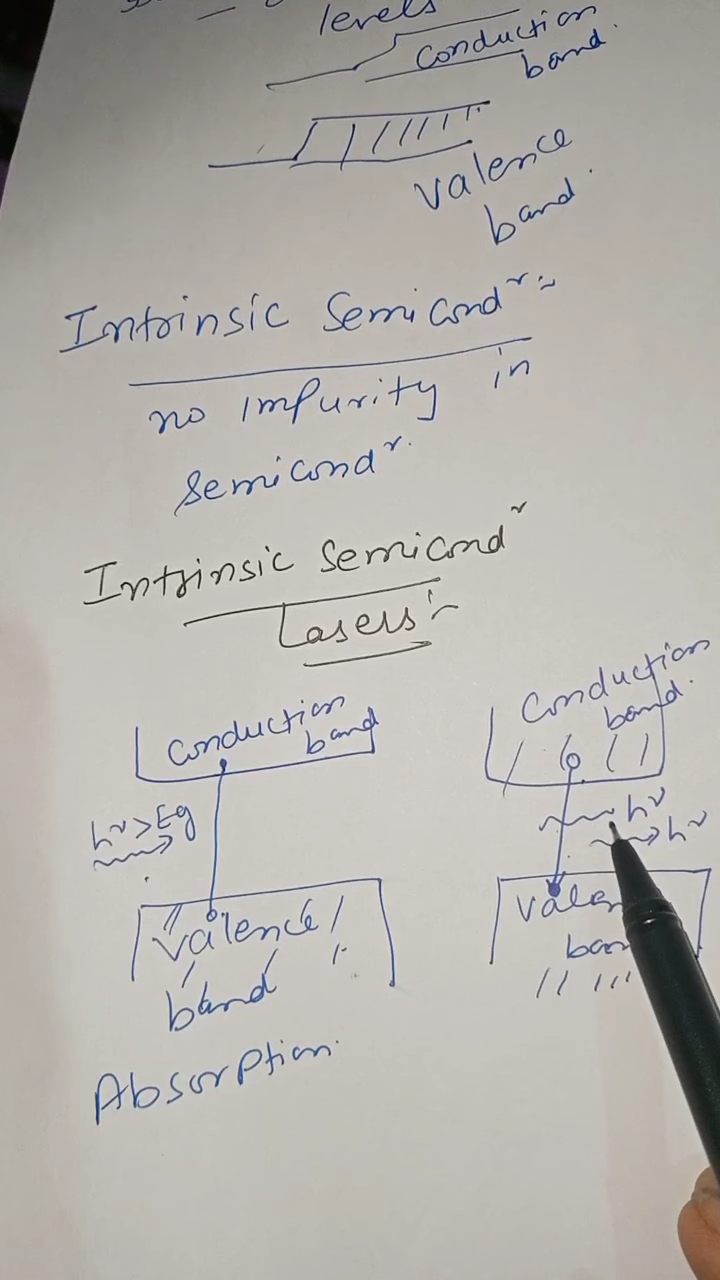 levels
conduction
band.
valence
band.
Intrinsic Semicondr:-
no impurity in
semicondr.
Intrinsic Semicondr
Lasers:-
conduction
band
hν>Eg
valence
band
Absorption.
conduction
band.
hν
hν